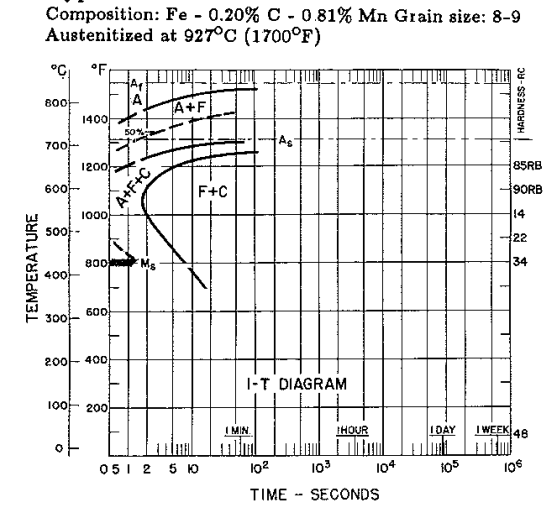 Composition: Fe - 0.20% C - 0.81% Mn Grain size: 8-9
Austenitized at 927°C (1700°F)
°C °F
HARDNESS-RC
Af
A
A+F
800
1400
50%
700
As
1200
85RB
A+F+C
F+C
600
90RB
1000
14
500
22
800
Ms
34
400
TEMPERATURE
600
300
200
400
I-T DIAGRAM
100
200
1 MIN. 1 HOUR 1 DAY 1 WEEK
46
0
0.5 1 2 5 10 10² 10³ 10⁴ 10⁵ 10⁶
TIME - SECONDS